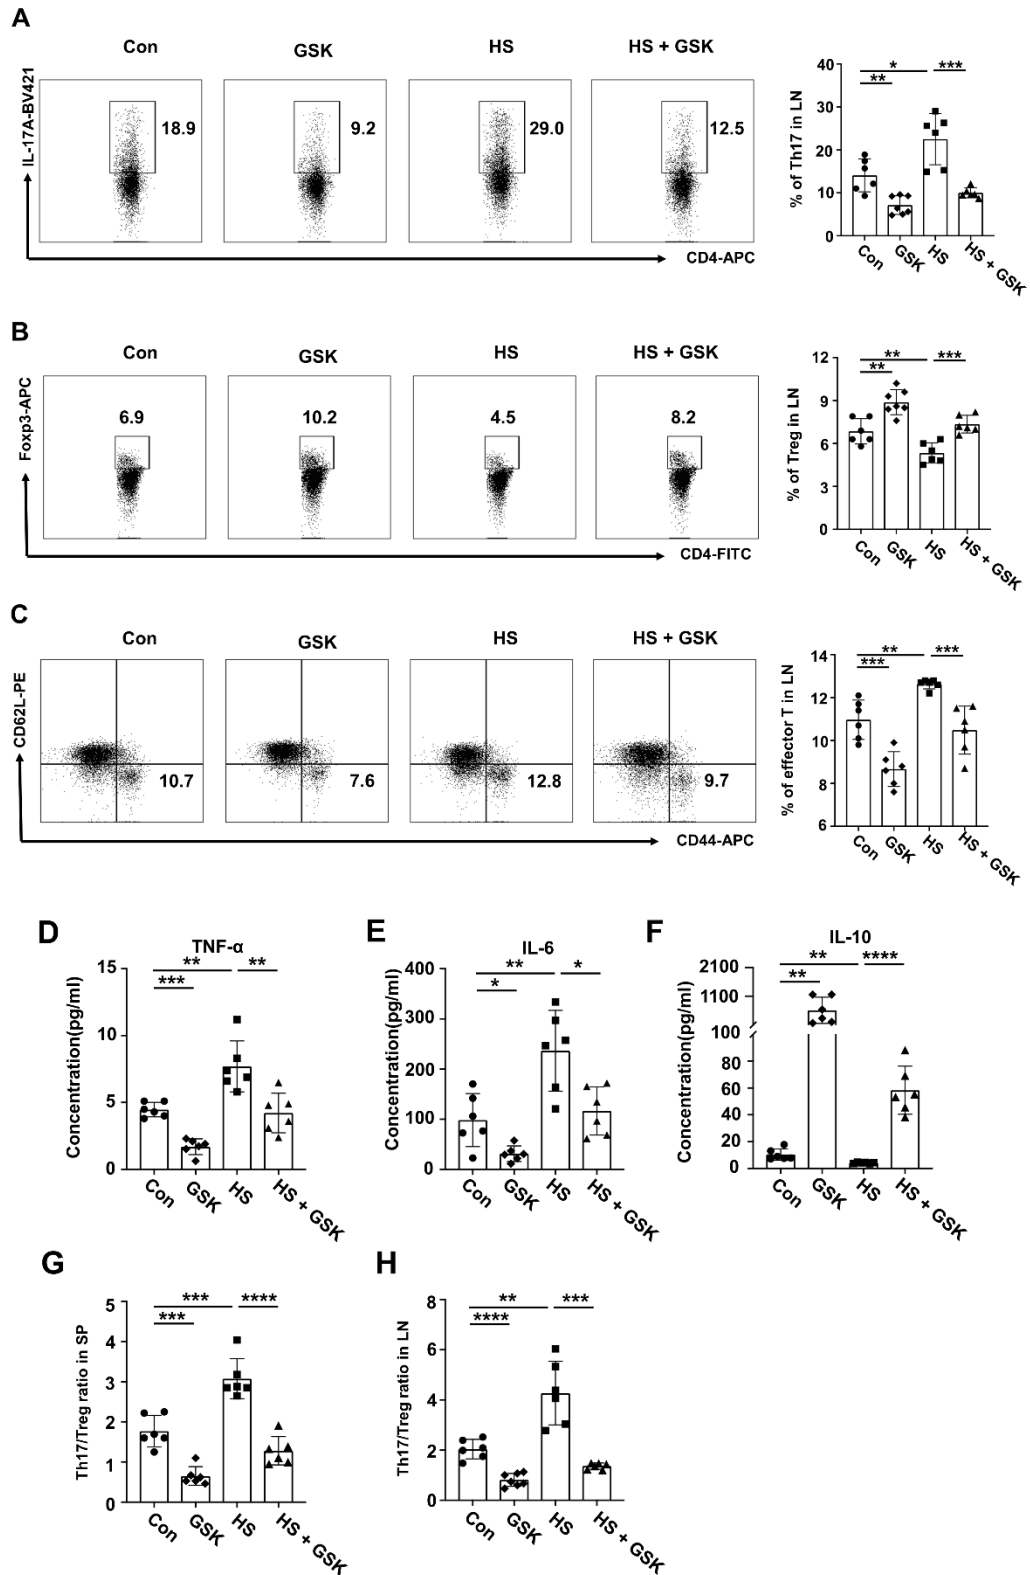 A
Con
GSK
HS
HS + GSK
IL-17A-BV421
18.9
9.2
29.0
12.5
CD4-APC
% of Th17 in LN
40
30
20
10
0
*
**
***
Con
GSK
HS
HS + GSK
B
Con
GSK
HS
HS + GSK
Foxp3-APC
6.9
10.2
4.5
8.2
CD4-FITC
% of Treg in LN
12
9
6
3
0
**
**
***
Con
GSK
HS
HS + GSK
C
Con
GSK
HS
HS + GSK
CD62L-PE
10.7
7.6
12.8
9.7
CD44-APC
% of effector T in LN
14
12
10
8
6
**
***
***
Con
GSK
HS
HS + GSK
D
TNF-α
Concentration(pg/ml)
15
10
5
0
**
***
**
Con
GSK
HS
HS + GSK
E
IL-6
Concentration(pg/ml)
400
300
200
100
0
**
*
*
Con
GSK
HS
HS + GSK
F
IL-10
Concentration(pg/ml)
2100
1100
100
80
60
40
20
0
**
**
****
Con
GSK
HS
HS + GSK
G
Th17/Treg ratio in SP
5
4
3
2
1
0
***
***
****
Con
GSK
HS
HS + GSK
H
Th17/Treg ratio in LN
8
6
4
2
0
**
****
***
Con
GSK
HS
HS + GSK